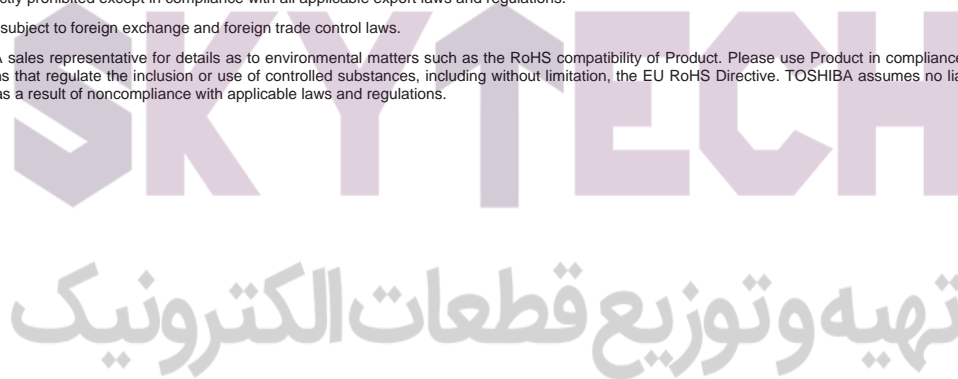 ctly prohibited except in compliance with all applicable export laws and regulations.
subject to foreign exchange and foreign trade control laws.
sales representative for details as to environmental matters such as the RoHS compatibility of Product. Please use Product in compliance
that regulate the inclusion or use of controlled substances, including without limitation, the EU RoHS Directive. TOSHIBA assumes no
as a result of noncompliance with applicable laws and regulations.
SKYTECH
تهیه و توزیع قطعات الکترونیک